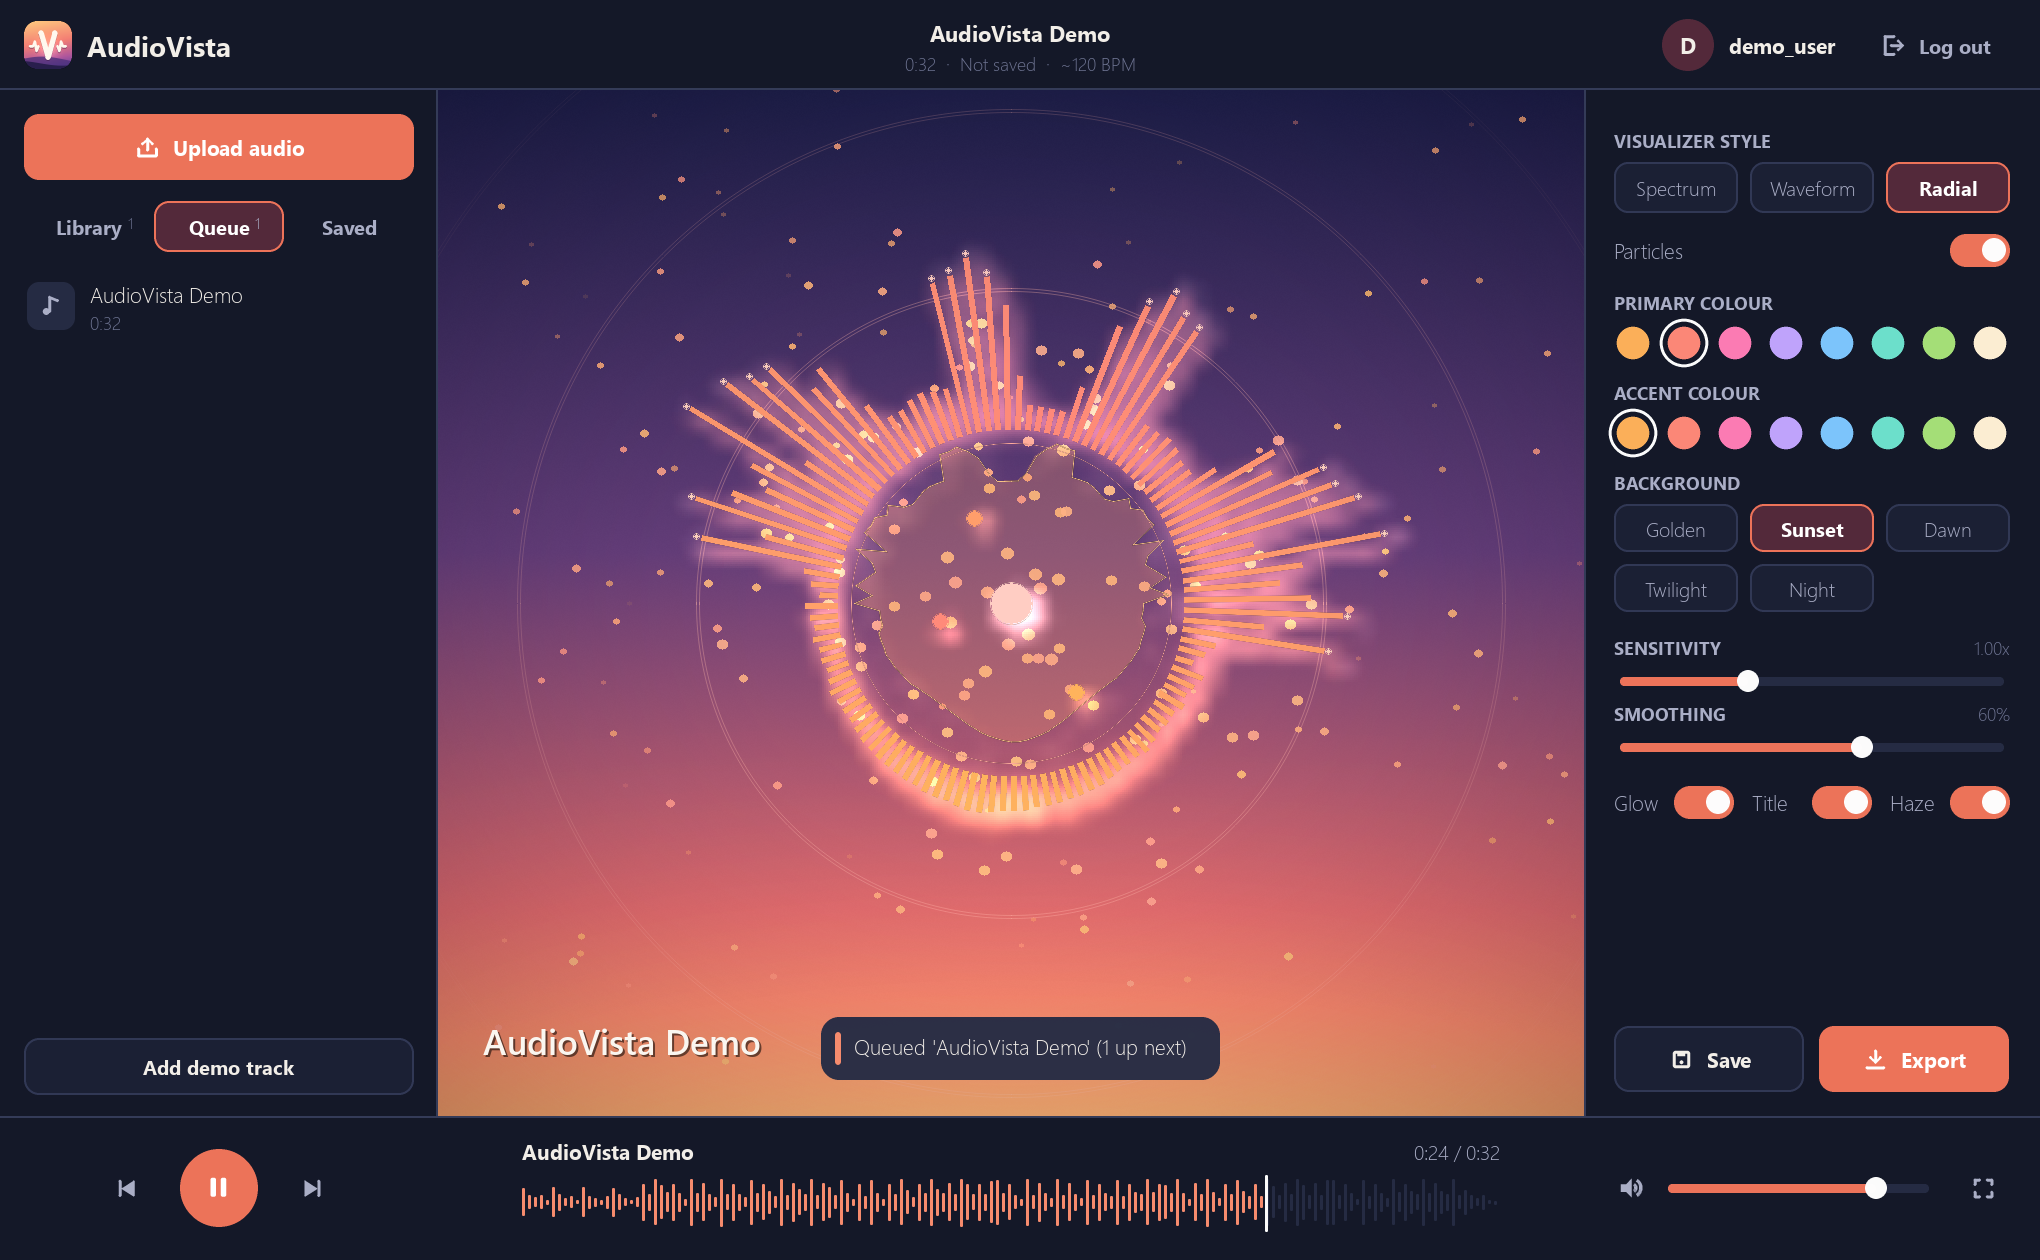 AudioVista
AudioVista Demo
0:32 · Not saved · ~120 BPM
D
demo_user
Log out
Upload audio
Library 1
Queue 1
Saved
AudioVista Demo
0:32
Add demo track
AudioVista Demo
Queued 'AudioVista Demo' (1 up next)
VISUALIZER STYLE
Spectrum
Waveform
Radial
Particles
PRIMARY COLOUR
ACCENT COLOUR
BACKGROUND
Golden
Sunset
Dawn
Twilight
Night
SENSITIVITY
1.00x
SMOOTHING
60%
Glow
Title
Haze
Save
Export
AudioVista Demo
0:24 / 0:32